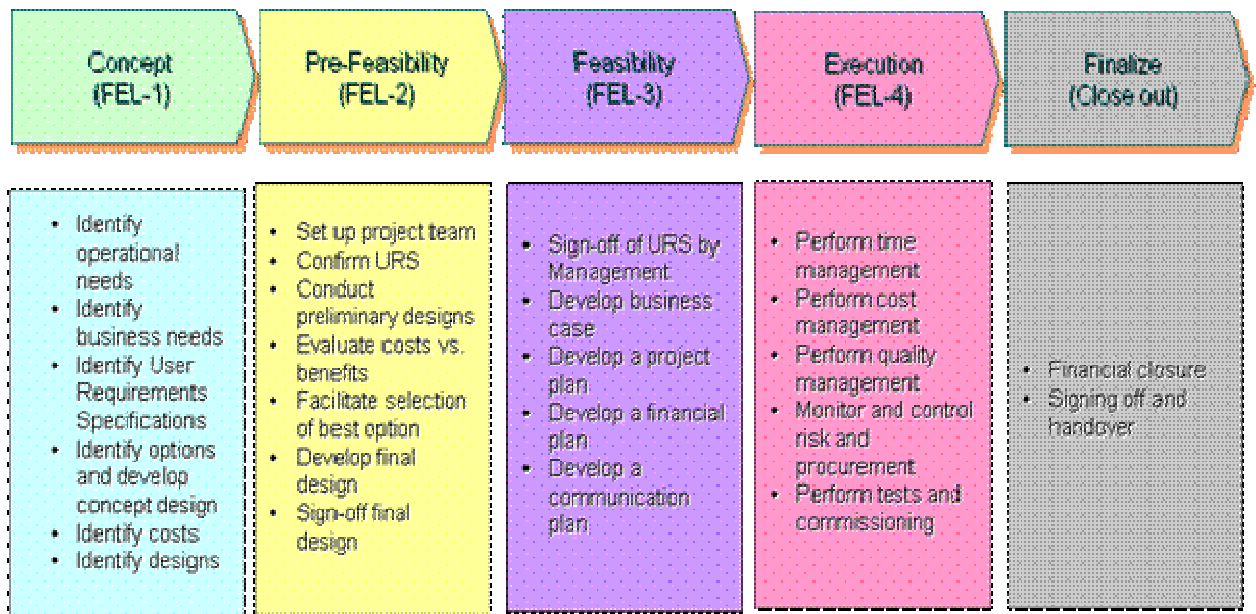 Concept
(FEL-1)
Pre-Feasibility
(FEL-2)
Feasibility
(FEL-3)
Execution
(FEL-4)
Finalize
(Close out)
• Identify
operational
needs
• Identify
business needs
• Identify User
Requirements
Specifications
• Identify options
and develop
concept design
• Identify costs
• Identify designs
• Set up project team
• Confirm URS
• Conduct
preliminary designs
• Evaluate costs vs.
benefits
• Facilitate selection
of best option
• Develop final
design
• Sign-off final
design
• Sign-off of URS by
Management
• Develop business
case
• Develop a project
plan
• Develop a financial
plan
• Develop a
communication
plan
• Perform time
management
• Perform cost
management
• Perform quality
management
• Monitor and control
risk and
procurement
• Perform tests and
commissioning
• Financial closure
• Signing off and
handover